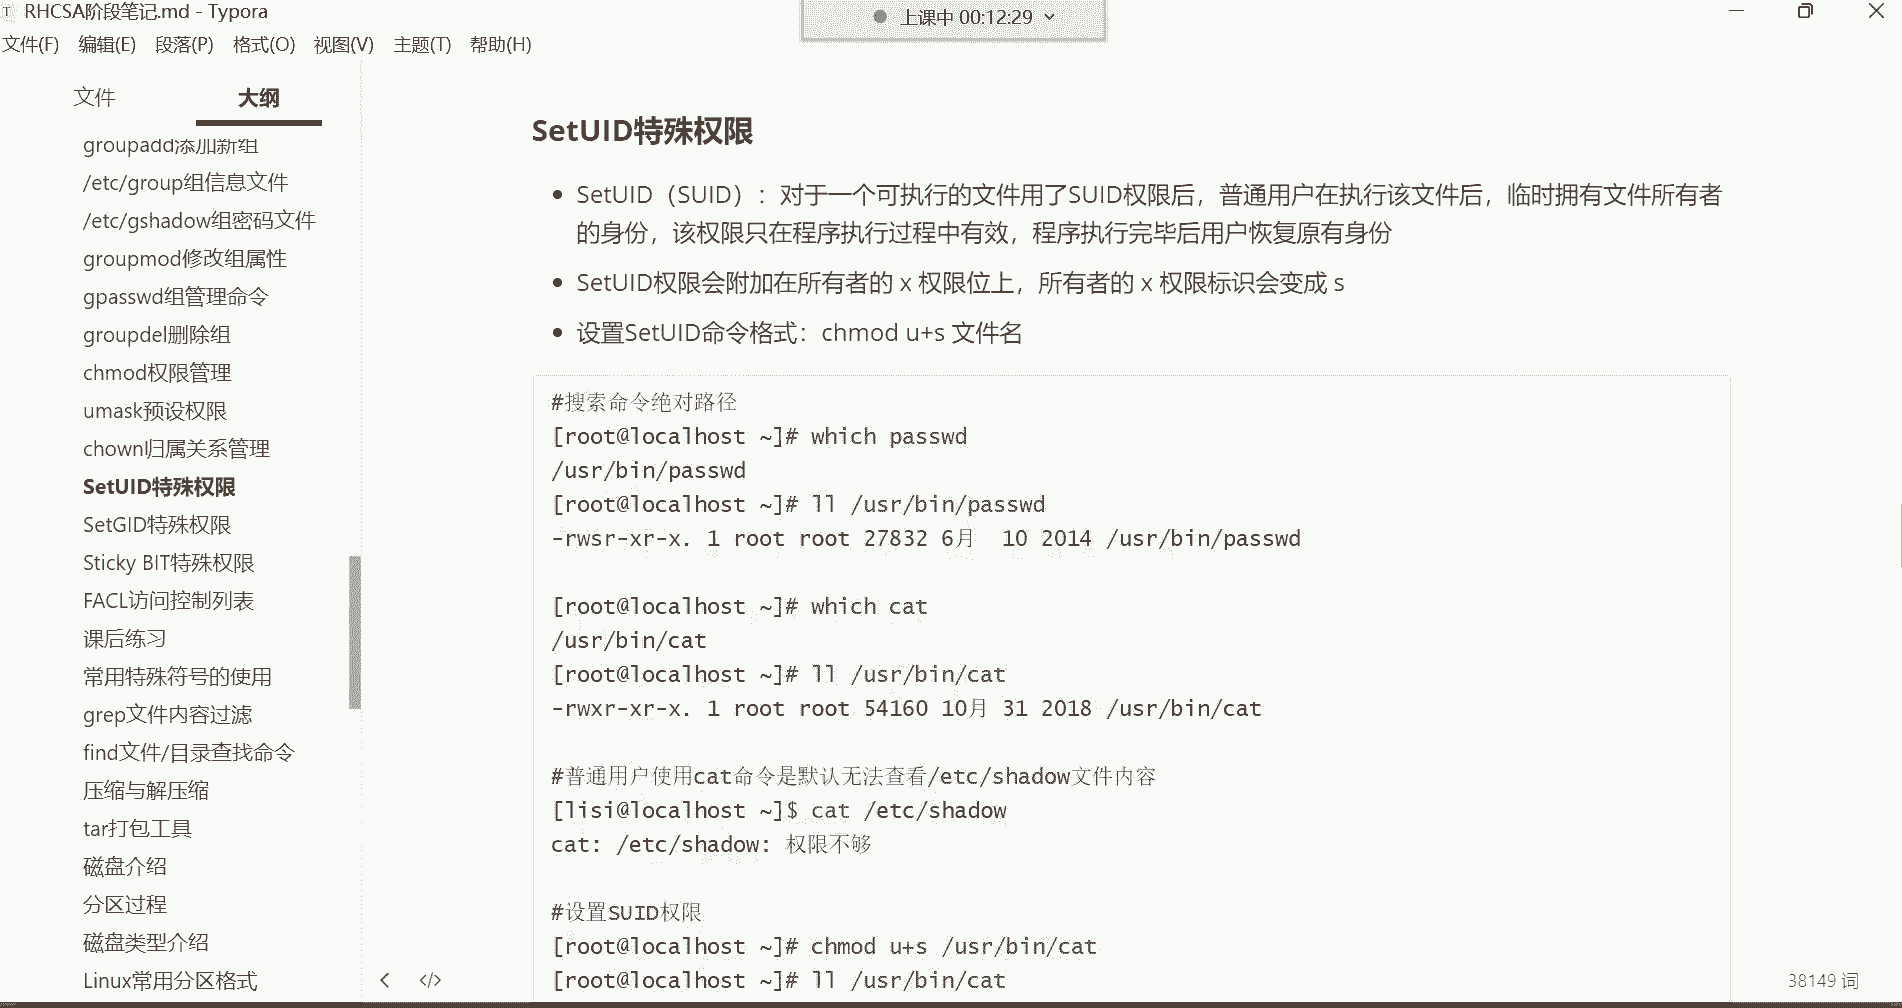 RHCSA阶段笔记.md - Typora
上课中 00:12:29
文件(F) 编辑(E) 段落(P) 格式(O) 视图(V) 主题(T) 帮助(H)
文件 大纲
groupadd添加新组
/etc/group组信息文件
/etc/gshadow组密码文件
groupmod修改组属性
gpasswd组管理命令
groupdel删除组
chmod权限管理
umask预设权限
chown归属关系管理
SetUID特殊权限
SetGID特殊权限
Sticky BIT特殊权限
FACL访问控制列表
课后练习
常用特殊符号的使用
grep文件内容过滤
find文件/目录查找命令
压缩与解压缩
tar打包工具
磁盘介绍
分区过程
磁盘类型介绍
Linux常用分区格式
SetUID特殊权限
• SetUID（SUID）：对于一个可执行的文件用了SUID权限后，普通用户在执行该文件后，临时拥有文件所有者
的身份，该权限只在程序执行过程中有效，程序执行完毕后用户恢复原有身份
• SetUID权限会附加在所有者的 x 权限位上，所有者的 x 权限标识会变成 s
• 设置SetUID命令格式：chmod u+s 文件名
#搜索命令绝对路径
[root@localhost ~]# which passwd
/usr/bin/passwd
[root@localhost ~]# ll /usr/bin/passwd
-rwsr-xr-x. 1 root root 27832 6月  10 2014 /usr/bin/passwd
[root@localhost ~]# which cat
/usr/bin/cat
[root@localhost ~]# ll /usr/bin/cat
-rwxr-xr-x. 1 root root 54160 10月 31 2018 /usr/bin/cat
#普通用户使用cat命令是默认无法查看/etc/shadow文件内容
[lisi@localhost ~]$ cat /etc/shadow
cat: /etc/shadow: 权限不够
#设置SUID权限
[root@localhost ~]# chmod u+s /usr/bin/cat
[root@localhost ~]# ll /usr/bin/cat
38149 词